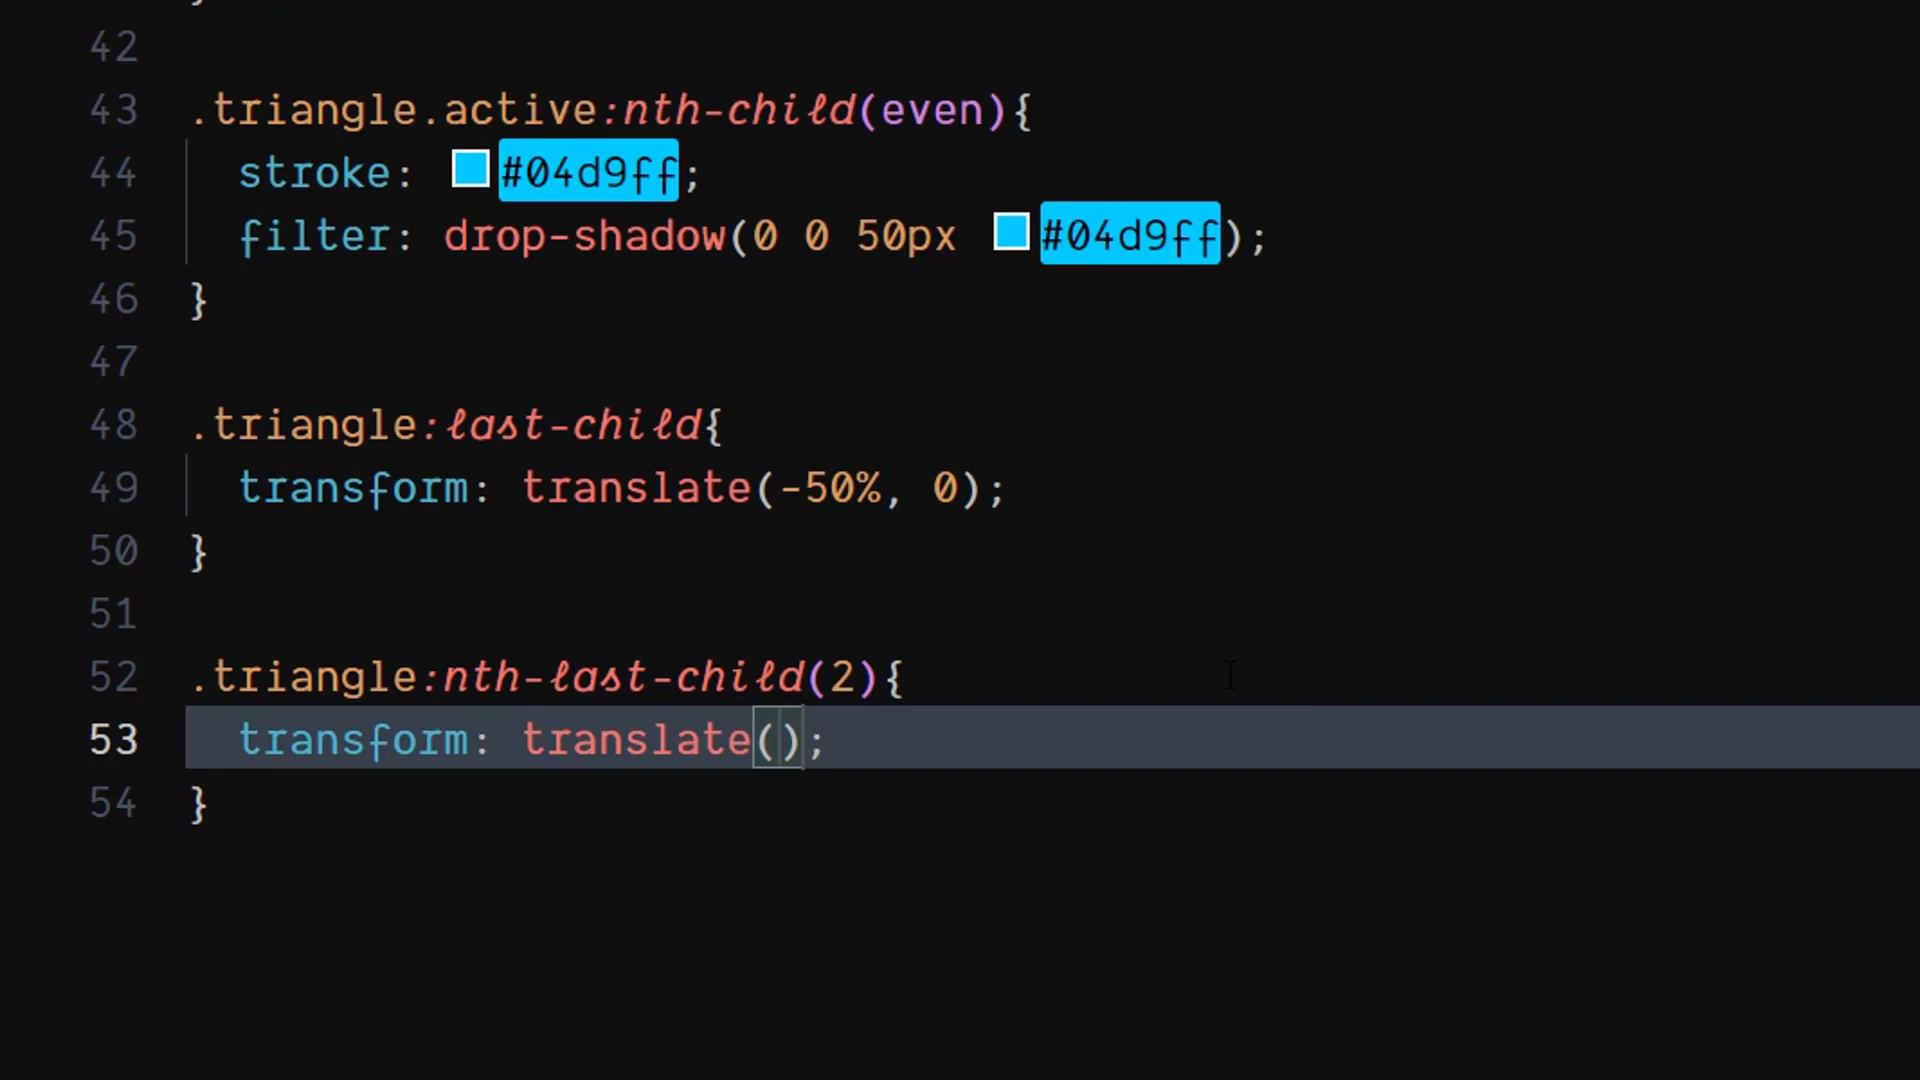 42
43 .triangle.active:nth-child(even){
44 stroke: #04d9ff;
45 filter: drop-shadow(0 0 50px #04d9ff);
46 }
47
48 .triangle:last-child{
49 transform: translate(-50%, 0);
50 }
51
52 .triangle:nth-last-child(2){
53 transform: translate();
54 }